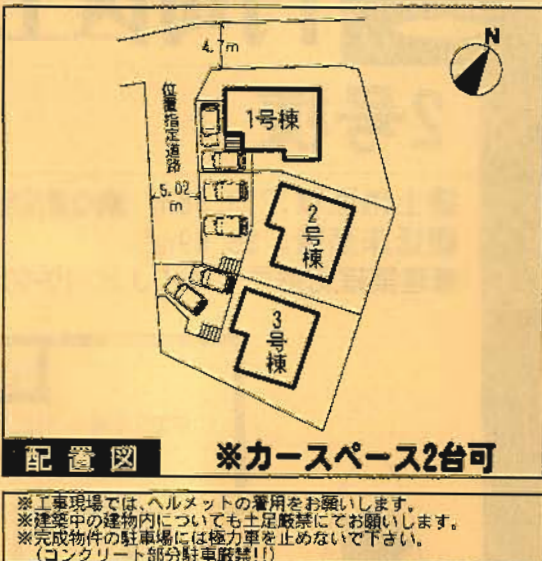 N
4.7m
位置指定道路
5.02
m
1号棟
2号棟
3号棟
配置図
※カースペース2台可
※工事現場では、ヘルメットの着用をお願いします。
※建築中の建物内についても土足厳禁にてお願いします。
※完成物件の駐車場には極力車を止めないで下さい。
(コンクリート部分駐車厳禁!!)